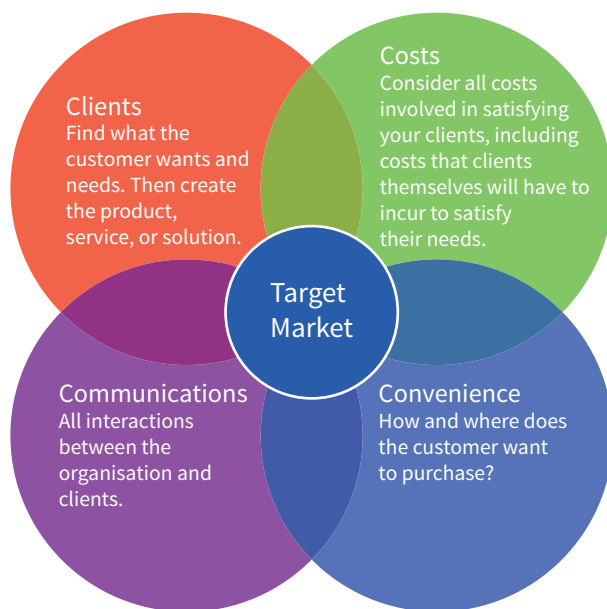 Clients
Find what the
customer wants and
needs. Then create
the product,
service, or solution.
Costs
Consider all costs
involved in satisfying
your clients, including
costs that clients
themselves will have to
incur to satisfy
their needs.
Target
Market
Communications
All interactions
between the
organisation and
clients.
Convenience
How and where does
the customer want
to purchase?